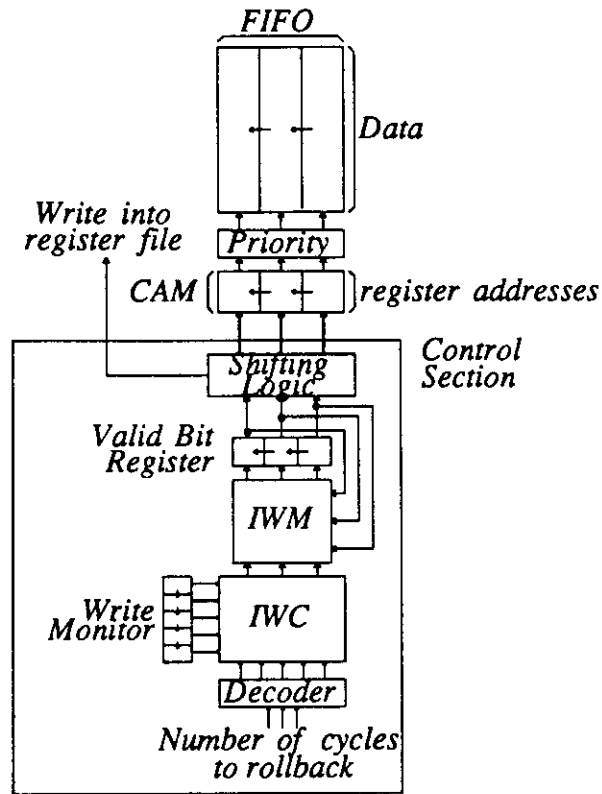 FIFO
Data
Write into
register file
Priority
CAM
register addresses
Control
Section
Shifting
Logic
Valid Bit
Register
IWM
Write
Monitor
IWC
Decoder
Number of cycles
to rollback